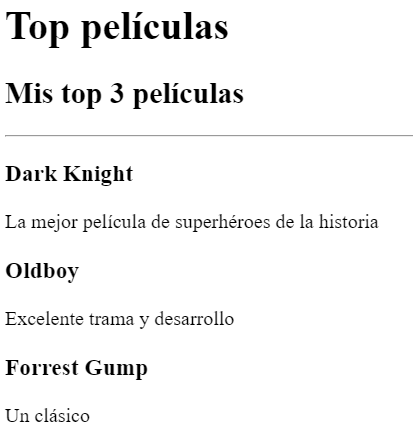 Top películas
Mis top 3 películas
Dark Knight
La mejor película de superhéroes de la historia
Oldboy
Excelente trama y desarrollo
Forrest Gump
Un clásico